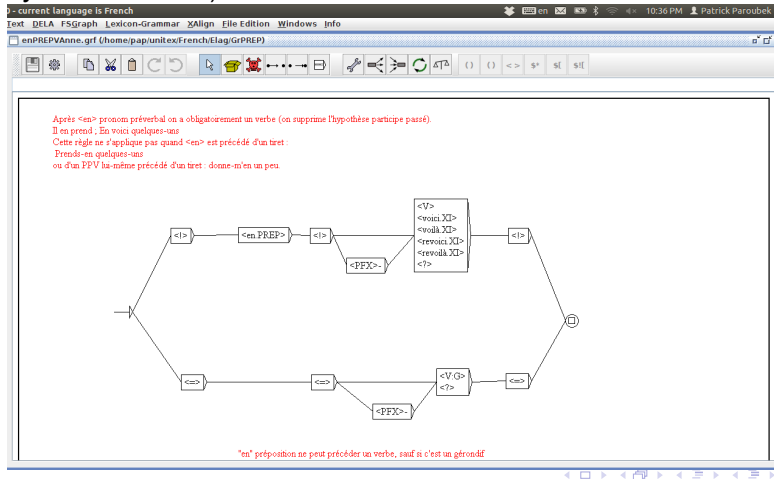 0 - current language is French
en
10:36 PM
Patrick Paroubek
Text DELA FSGraph Lexicon-Grammar XAlign File Edition Windows Info
enPREPVAnne.grf (/home/pap/unitex/French/Elag/GrPREP)
Après <en> pronom préverbal on a obligatoirement un verbe (on supprime l'hypothèse participe passé).
Il en prend ; En voici quelques-uns
Cette règle ne s'applique pas quand <en> est précédé d'un tiret :
Prends-en quelques-uns
ou d'un PPV lui-même précédé d'un tiret : donne-m'en un peu
<!>
<en.PREP>
<!>
<PFX>-
<V>
<voici.XI>
<voilà.XI>
<revoici.XI>
<revoilà.XI>
<?>
<!>
<=>
<=>
<PFX>-
<V:G>
<?>
<=>
"en" préposition ne peut précéder un verbe, sauf si c'est un gérondif